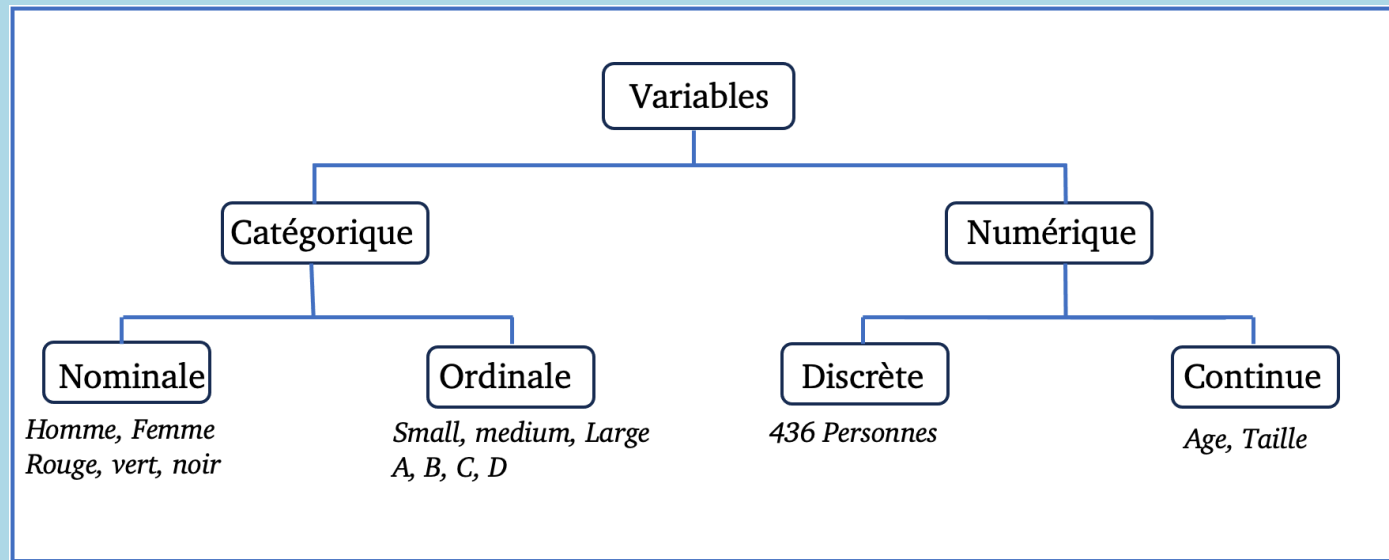 Variables
Catégorique
Numérique
Nominale
Ordinale
Discrète
Continue
Homme, Femme
Rouge, vert, noir
Small, medium, Large
A, B, C, D
436 Personnes
Age, Taille